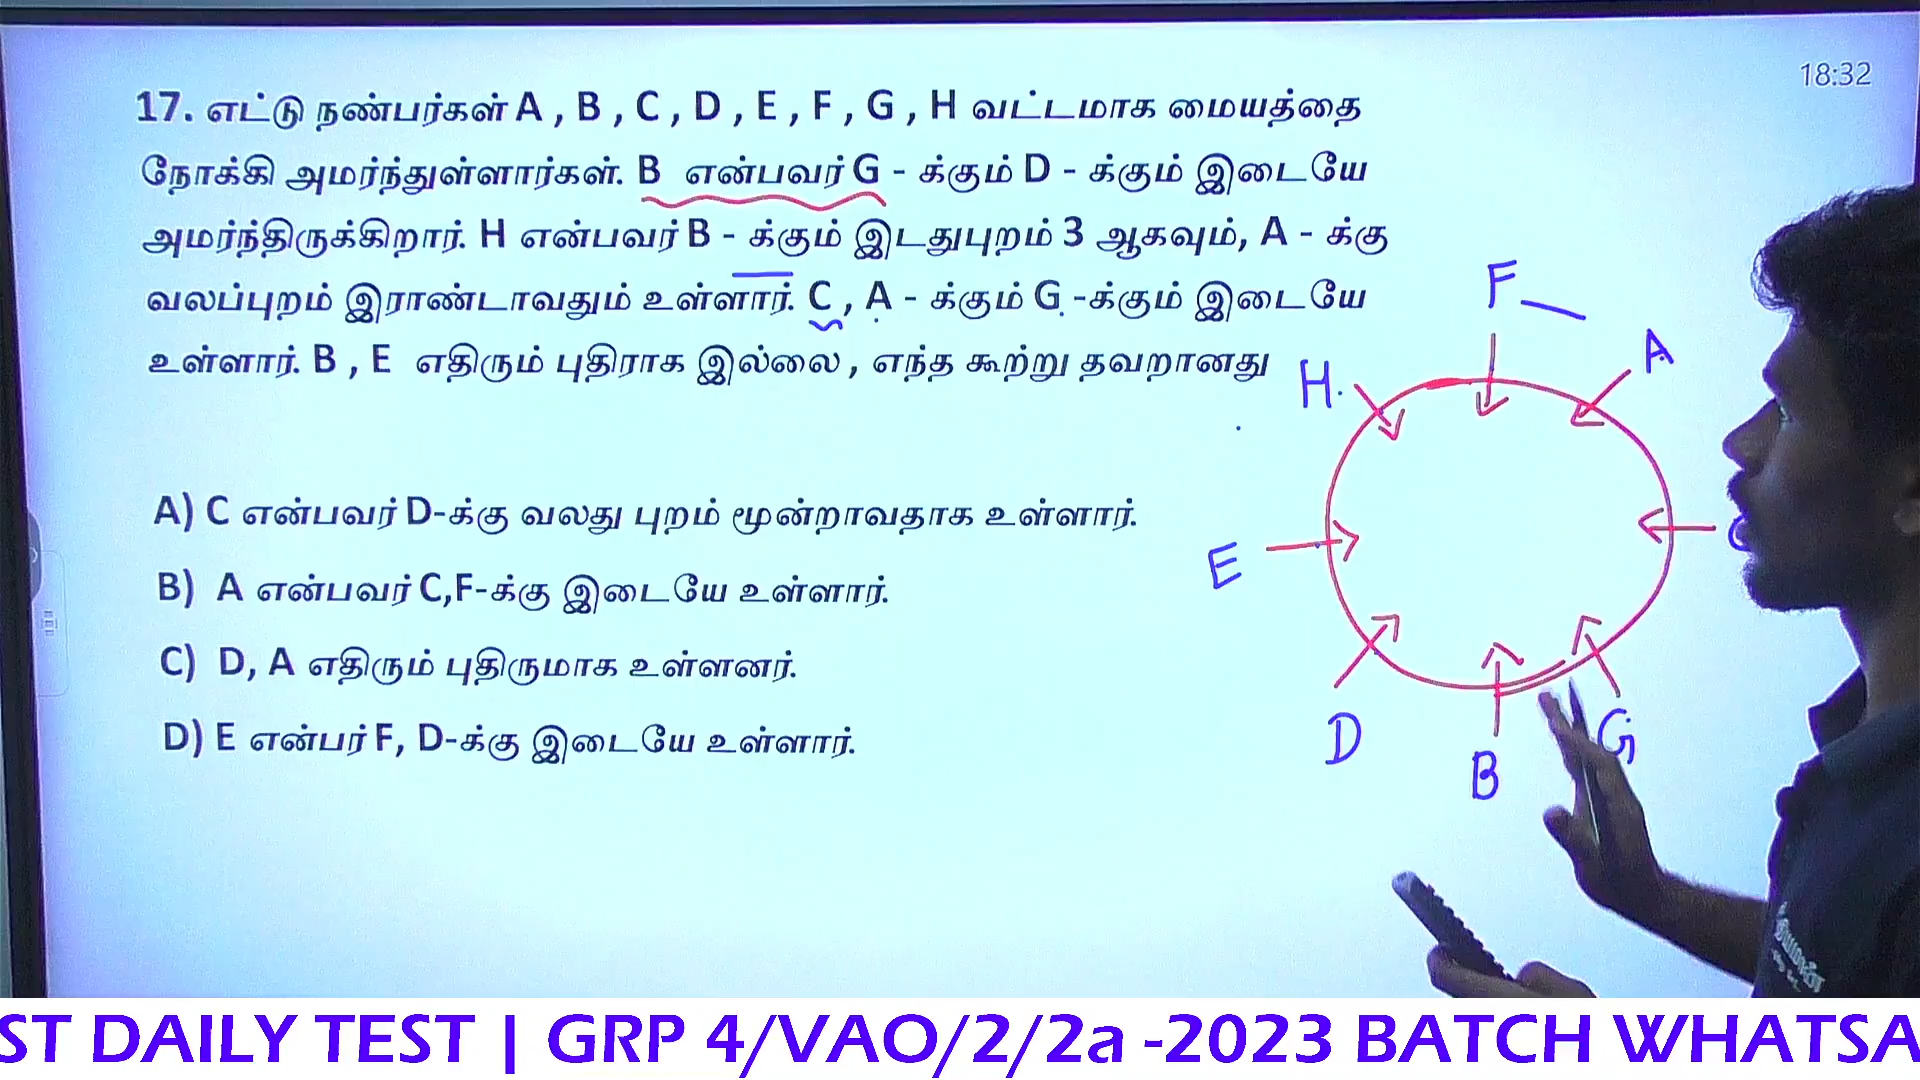 18:32
17. எட்டு நண்பர்கள் A , B , C , D , E , F , G , H வட்டமாக மையத்தை
நோக்கி அமர்ந்துள்ளார்கள். B என்பவர் G - க்கும் D - க்கும் இடையே
அமர்ந்திருக்கிறார். H என்பவர் B - க்கும் இடதுபுறம் 3 ஆகவும், A - க்கு
வலப்புறம் இராண்டாவதும் உள்ளார். C , A - க்கும் G -க்கும் இடையே
உள்ளார். B , E எதிரும் புதிராக இல்லை , எந்த கூற்று தவறானது
A) C என்பவர் D-க்கு வலது புறம் மூன்றாவதாக உள்ளார்.
B) A என்பவர் C,F-க்கு இடையே உள்ளார்.
C) D, A எதிரும் புதிருமாக உள்ளனர்.
D) E என்பர் F, D-க்கு இடையே உள்ளார்.
F
A
H
E
D
B
G
ST DAILY TEST | GRP 4/VAO/2/2a -2023 BATCH WHATSA